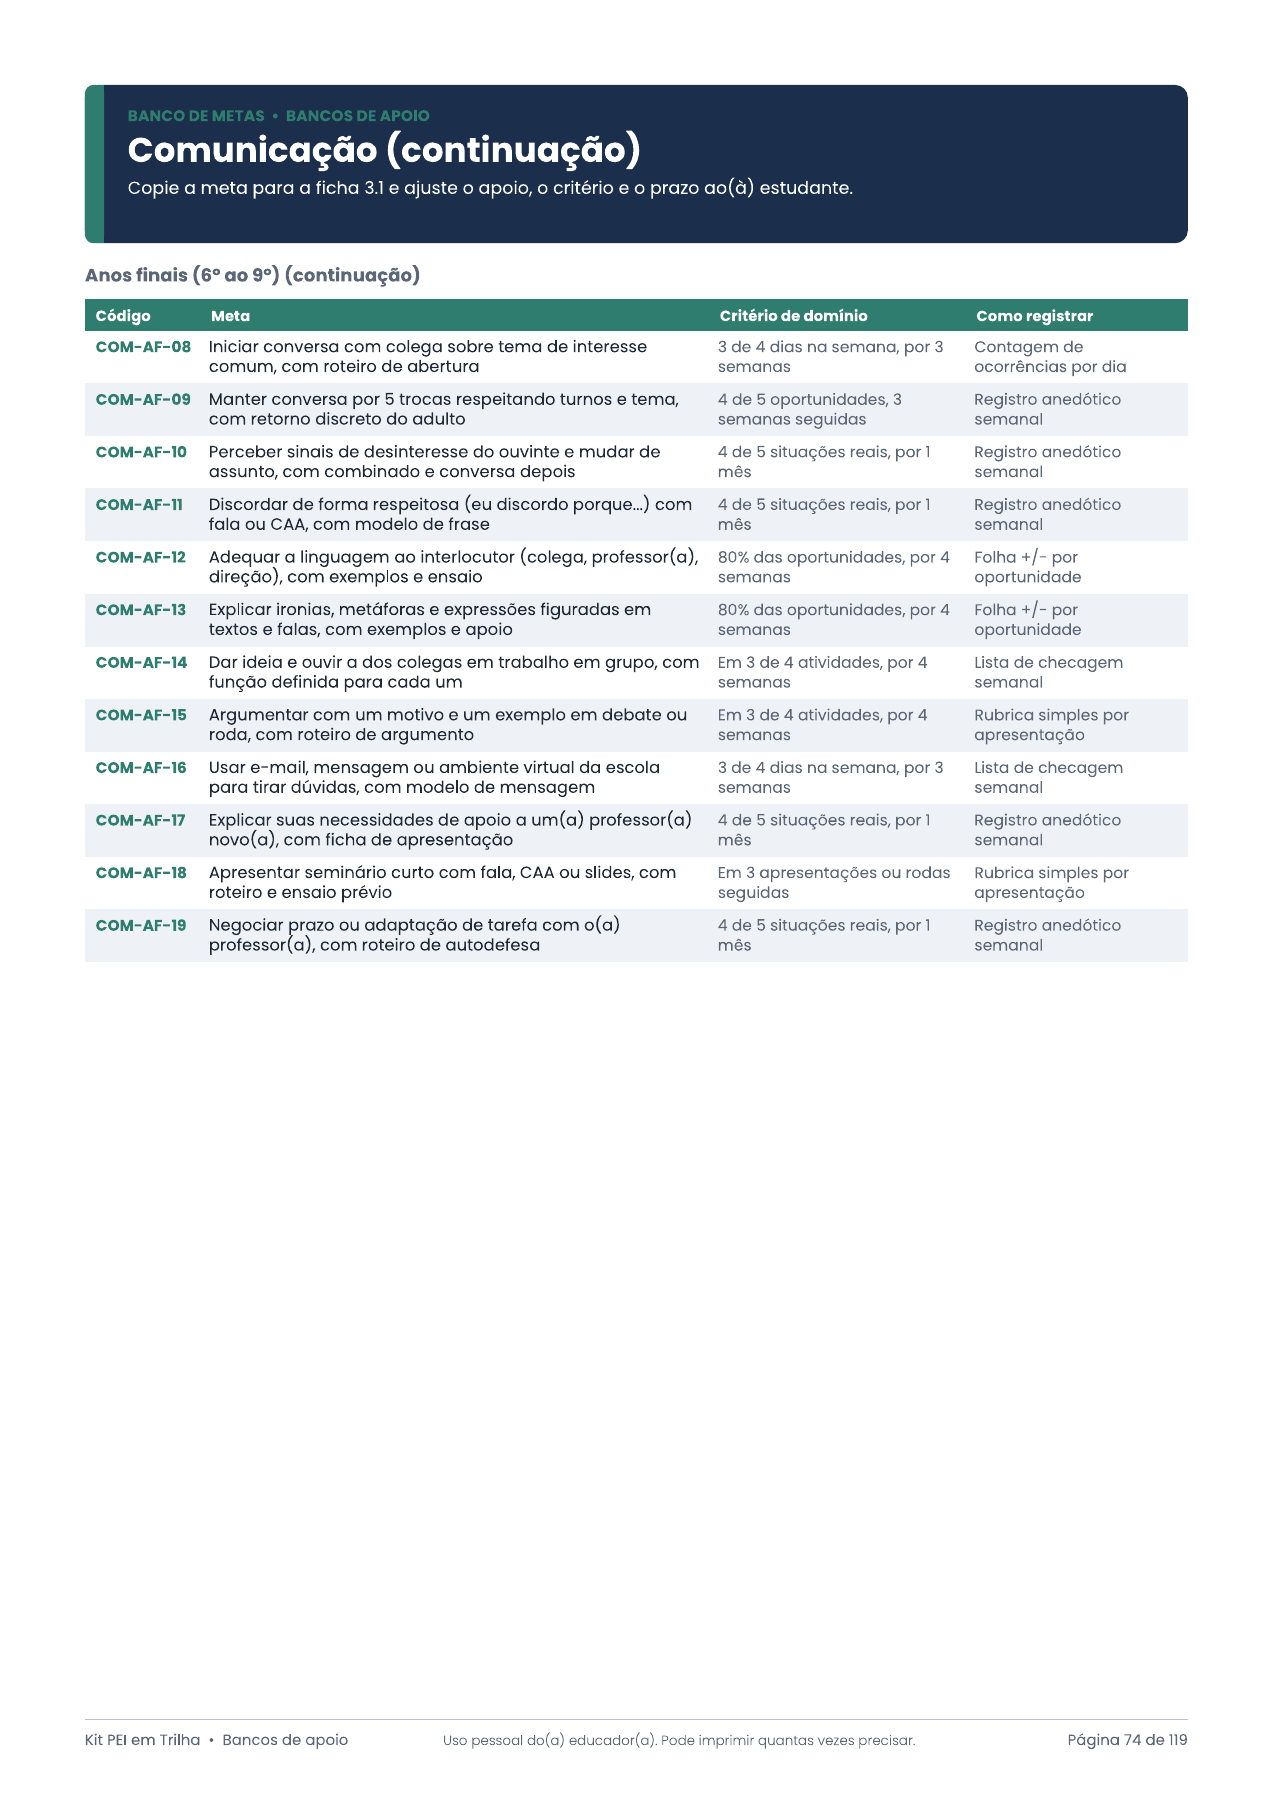 BANCO DE METAS • BANCOS DE APOIO
Comunicação (continuação)
Copie a meta para a ficha 3.1 e ajuste o apoio, o critério e o prazo ao(à) estudante.
Anos finais (6º ao 9º) (continuação)
Código Meta Critério de domínio Como registrar
COM-AF-08 Iniciar conversa com colega sobre tema de interesse 3 de 4 dias na semana, por 3 Contagem de
comum, com roteiro de abertura semanas ocorrências por dia
COM-AF-09 Manter conversa por 5 trocas respeitando turnos e tema, 4 de 5 oportunidades, 3 Registro anedótico
com retorno discreto do adulto semanas seguidas semanal
COM-AF-10 Perceber sinais de desinteresse do ouvinte e mudar de 4 de 5 situações reais, por 1 Registro anedótico
assunto, com combinado e conversa depois mês semanal
COM-AF-11 Discordar de forma respeitosa (eu discordo porque…) com 4 de 5 situações reais, por 1 Registro anedótico
fala ou CAA, com modelo de frase mês semanal
COM-AF-12 Adequar a linguagem ao interlocutor (colega, professor(a), 80% das oportunidades, por 4 Folha +/- por
direção), com exemplos e ensaio semanas oportunidade
COM-AF-13 Explicar ironias, metáforas e expressões figuradas em 80% das oportunidades, por 4 Folha +/- por
textos e falas, com exemplos e apoio semanas oportunidade
COM-AF-14 Dar ideia e ouvir a dos colegas em trabalho em grupo, com Em 3 de 4 atividades, por 4 Lista de checagem
função definida para cada um semanas semanal
COM-AF-15 Argumentar com um motivo e um exemplo em debate ou Em 3 de 4 atividades, por 4 Rubrica simples por
roda, com roteiro de argumento semanas apresentação
COM-AF-16 Usar e-mail, mensagem ou ambiente virtual da escola 3 de 4 dias na semana, por 3 Lista de checagem
para tirar dúvidas, com modelo de mensagem semanas semanal
COM-AF-17 Explicar suas necessidades de apoio a um(a) professor(a) 4 de 5 situações reais, por 1 Registro anedótico
novo(a), com ficha de apresentação mês semanal
COM-AF-18 Apresentar seminário curto com fala, CAA ou slides, com Em 3 apresentações ou rodas Rubrica simples por
roteiro e ensaio prévio seguidas apresentação
COM-AF-19 Negociar prazo ou adaptação de tarefa com o(a) 4 de 5 situações reais, por 1 Registro anedótico
professor(a), com roteiro de autodefesa mês semanal
Kit PEI em Trilha • Bancos de apoio Uso pessoal do(a) educador(a). Pode imprimir quantas vezes precisar. Página 74 de 119